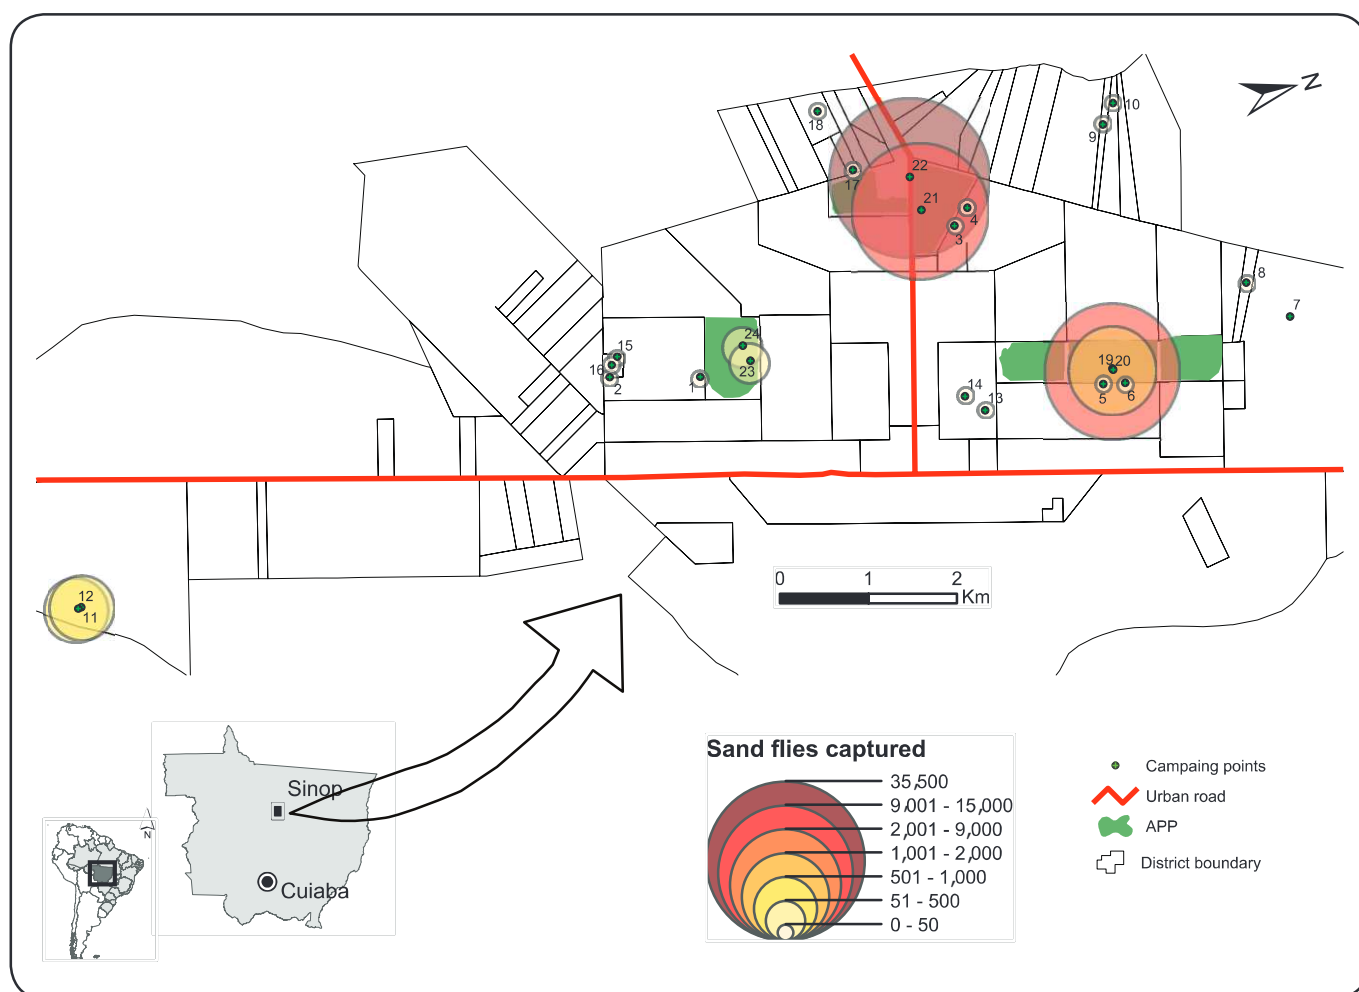 N
10
18
9
22
17
21
4
3
8
7
24
15
19 20
16
23
2
1
5
6
14
13
0 1 2
Km
12
11
Sand flies captured
35,500
Sinop
9,001 - 15,000
2,001 - 9,000
1,001 - 2,000
501 - 1,000
51 - 500
0 - 50
Campaing points
Urban road
APP
District boundary
N
Cuiaba